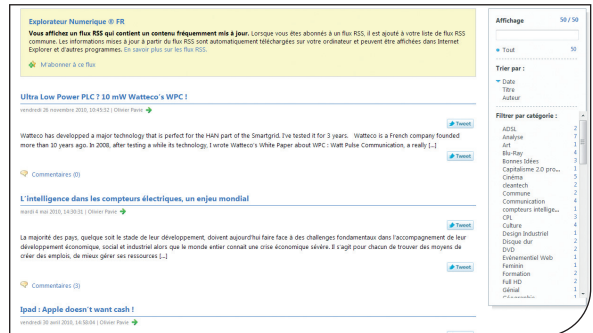 Explorateur Numerique ® FR
Vous affichez un flux RSS qui contient un contenu fréquemment mis à jour. Lorsque vous êtes abonnés à un flux RSS, il est ajouté à votre liste de flux RSS
commune. Les informations mises à jour à partir du flux RSS sont automatiquement téléchargées sur votre ordinateur et peuvent être affichées dans Internet
Explorer et d'autres programmes. En savoir plus sur les flux RSS.
M'abonner à ce flux
Ultra Low Power PLC ? 10 mW Watteco's WPC !
vendredi 26 novembre 2010, 10:45:32 | Olivier Pavie
Tweet
Watteco has developped a major technology that is perfect for the HAN part of the Smartgrid. I've tested it for 3 years. Watteco is a French company founded
more than 10 years ago. In 2008, after testing a while its technology, I wrote Watteco's White Paper about WPC : Watt Pulse Communication, a really [...]
Tweet
Commentaires (0)
L'intelligence dans les compteurs électriques, un enjeu mondial
mardi 4 mai 2010, 14:30:31 | Olivier Pavie
Tweet
La majorité des pays, quelque soit le stade de leur développement, doivent aujourd'hui faire face à des challenges fondamentaux dans l'accompagnement de leur
développement économique, social et industriel alors que le monde entier connait une crise économique sévère. Il s'agit pour chacun de trouver des moyens de
créer des emplois, de mieux gérer ses ressources [...]
Tweet
Commentaires (3)
Ipad : Apple doesn't want cash !
vendredi 30 avril 2010, 14:56:04 | Olivier Pavie
Affichage 50 / 50
Tout 50
Trier par :
Date
Titre
Auteur
Filtrer par catégorie :
ADSL 2
Analyse 7
Art 1
Blu-Ray 4
Bonnes Idées 3
Capitalisme 2.0 pro... 1
Cinéma 5
cleantech 2
Commune 2
Communication 4
compteurs intellige... 1
CPL 3
Culture 4
Design Industriel 1
Disque dur 2
DVD 2
Evénementiel Web 1
Feminin 1
Formation 2
Full HD 2
Génial 1
Géographie 1